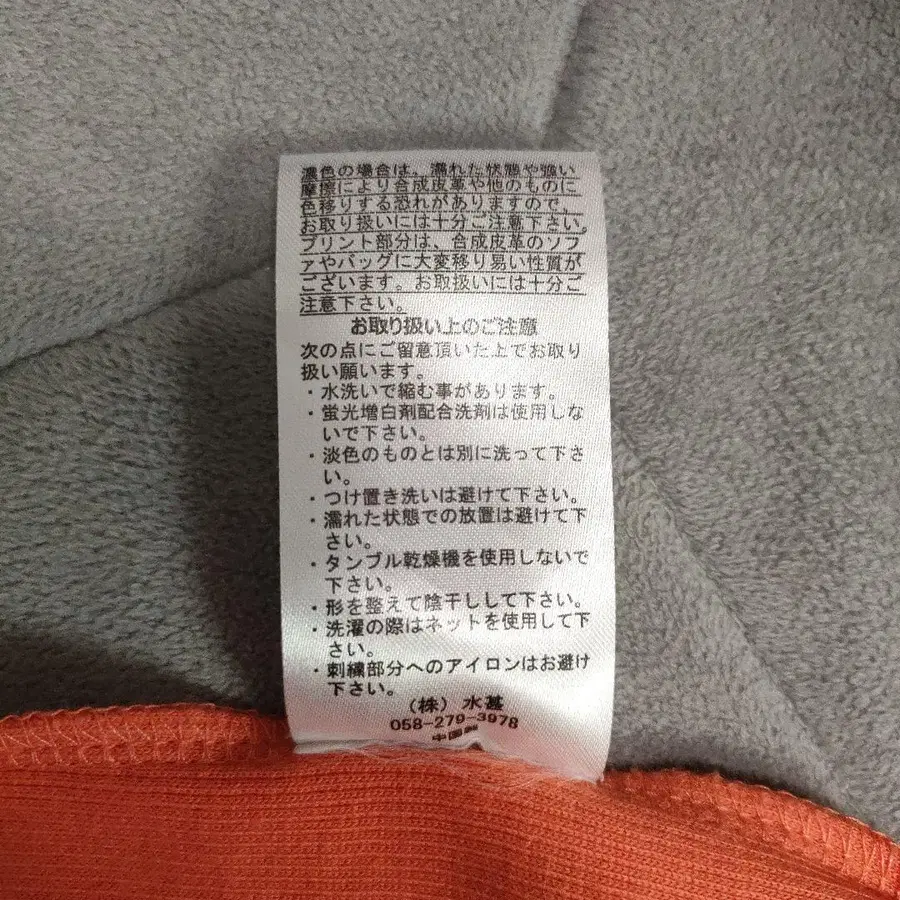 濃色の場合は、濡れた状態や強い
摩擦により合成皮革や他のものに
色移りする恐れがありますので、
お取り扱いには十分ご注意下さい。
プリント部分は、合成皮革のソフ
ァやバッグに大変移り易い性質が
ございます。お取扱いには十分ご
注意下さい。
お取り扱い上のご注意
次の点にご留意頂いた上でお取り
扱い願います。
・水洗いで縮む事があります。
・蛍光増白剤配合洗剤は使用しな
いで下さい。
・淡色のものとは別に洗って下さ
い。
・つけ置き洗いは避けて下さい。
・濡れた状態での放置は避けて下
さい。
・タンブル乾燥機を使用しないで
下さい。
・形を整えて陰干しして下さい。
・洗濯の際はネットを使用して下
さい。
・刺繍部分へのアイロンはお避け
下さい。
(株)水甚
058-279-3978
中国製